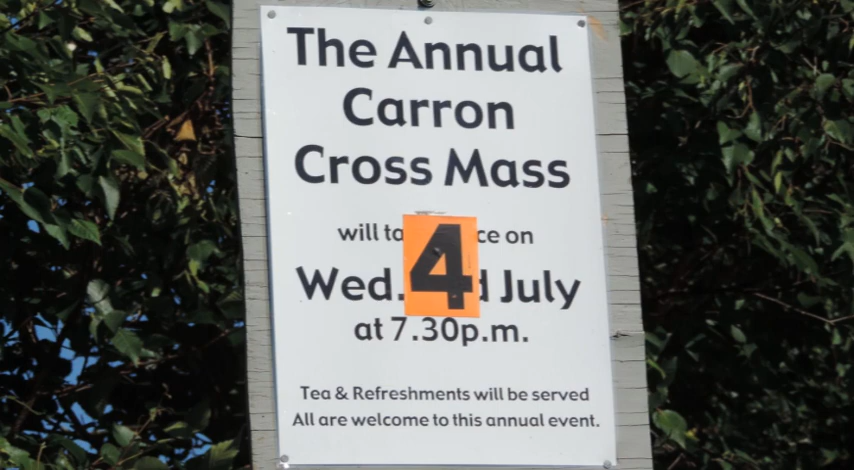 The Annual
Carron
Cross Mass
will ta ce on
4
Wed. d July
at 7.30p.m.
Tea & Refreshments will be served
All are welcome to this annual event.